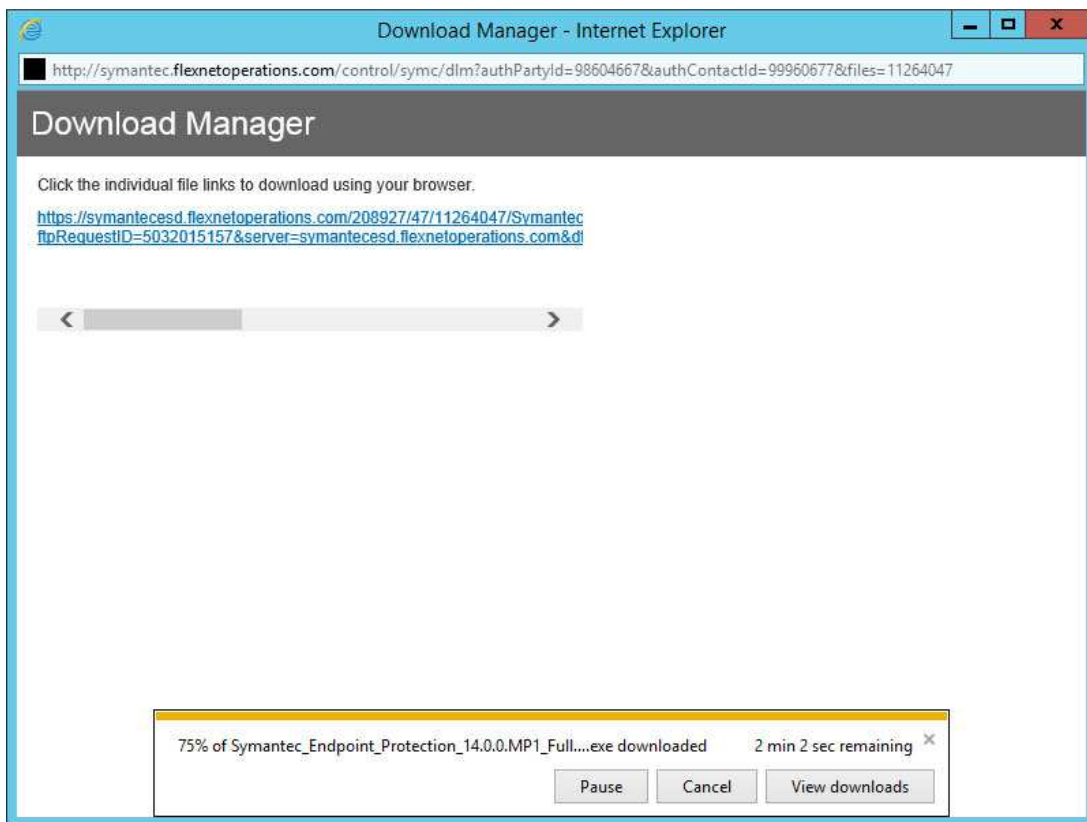 Download Manager - Internet Explorer
http://symantec.flexnetoperations.com/control/symc/dlm?authPartyId=98604667&authContactId=99960677&files=11264047
Download Manager
Click the individual file links to download using your browser.
https://symantecesd.flexnetoperations.com/208927/47/11264047/Symantec
ftpRequestID=5032015157&server=symantecesd.flexnetoperations.com&dt
75% of Symantec_Endpoint_Protection_14.0.0.MP1_Full....exe downloaded 2 min 2 sec remaining
Pause Cancel View downloads